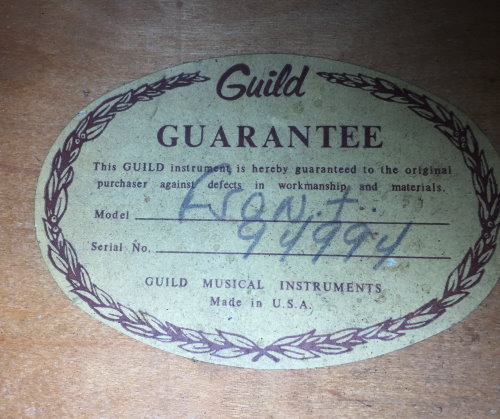 Guild
GUARANTEE
This GUILD instrument is hereby guaranteed to the original
purchaser against defects in workmanship and materials.
Model F50N.t.
Serial No. 94994
GUILD MUSICAL INSTRUMENTS
Made in U.S.A.